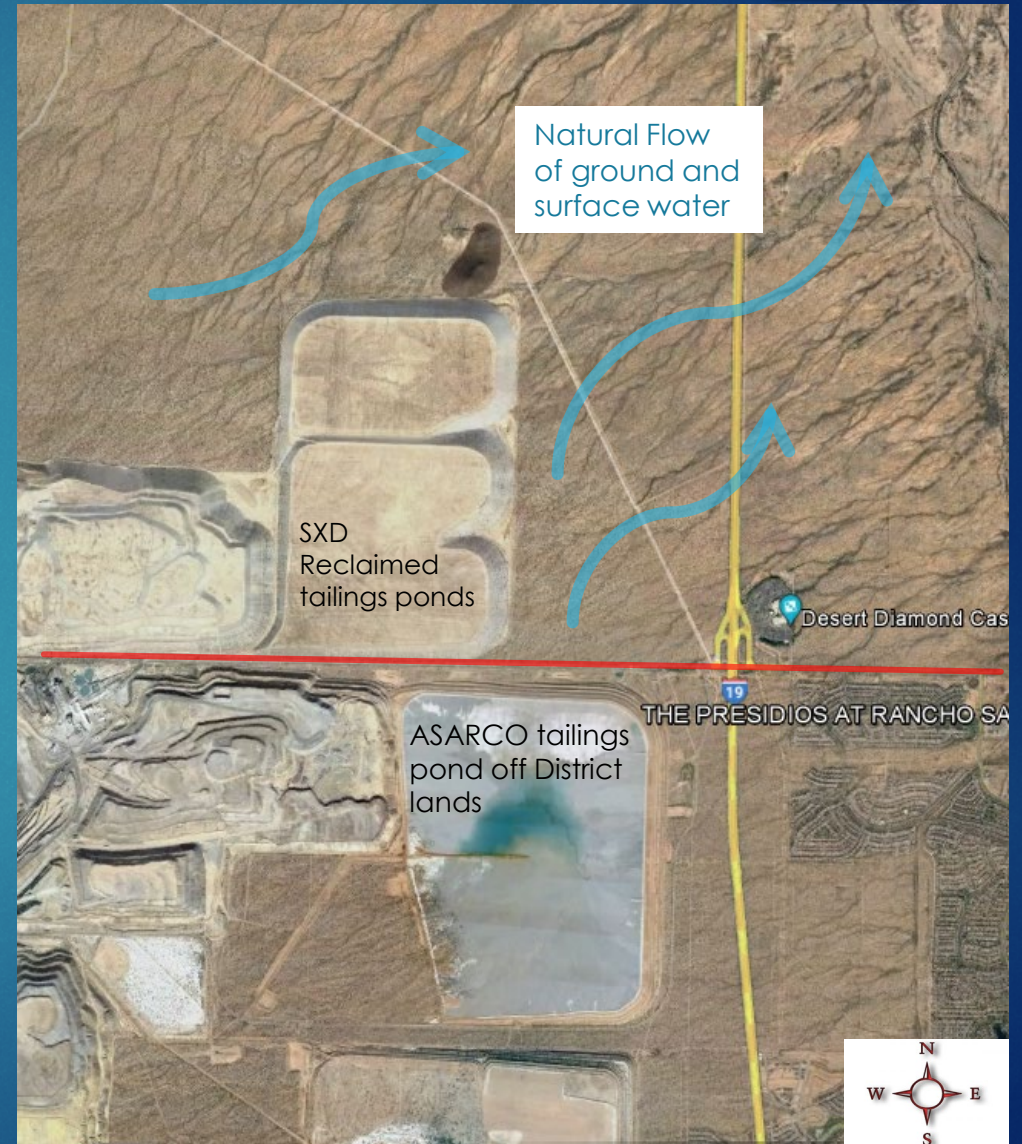 Natural Flow
of ground and
surface water
SXD
Reclaimed
tailings ponds
Desert Diamond Cas
19
THE PRESIDIOS AT RANCHO SA
ASARCO tailings
pond off District
lands
N
W E
S